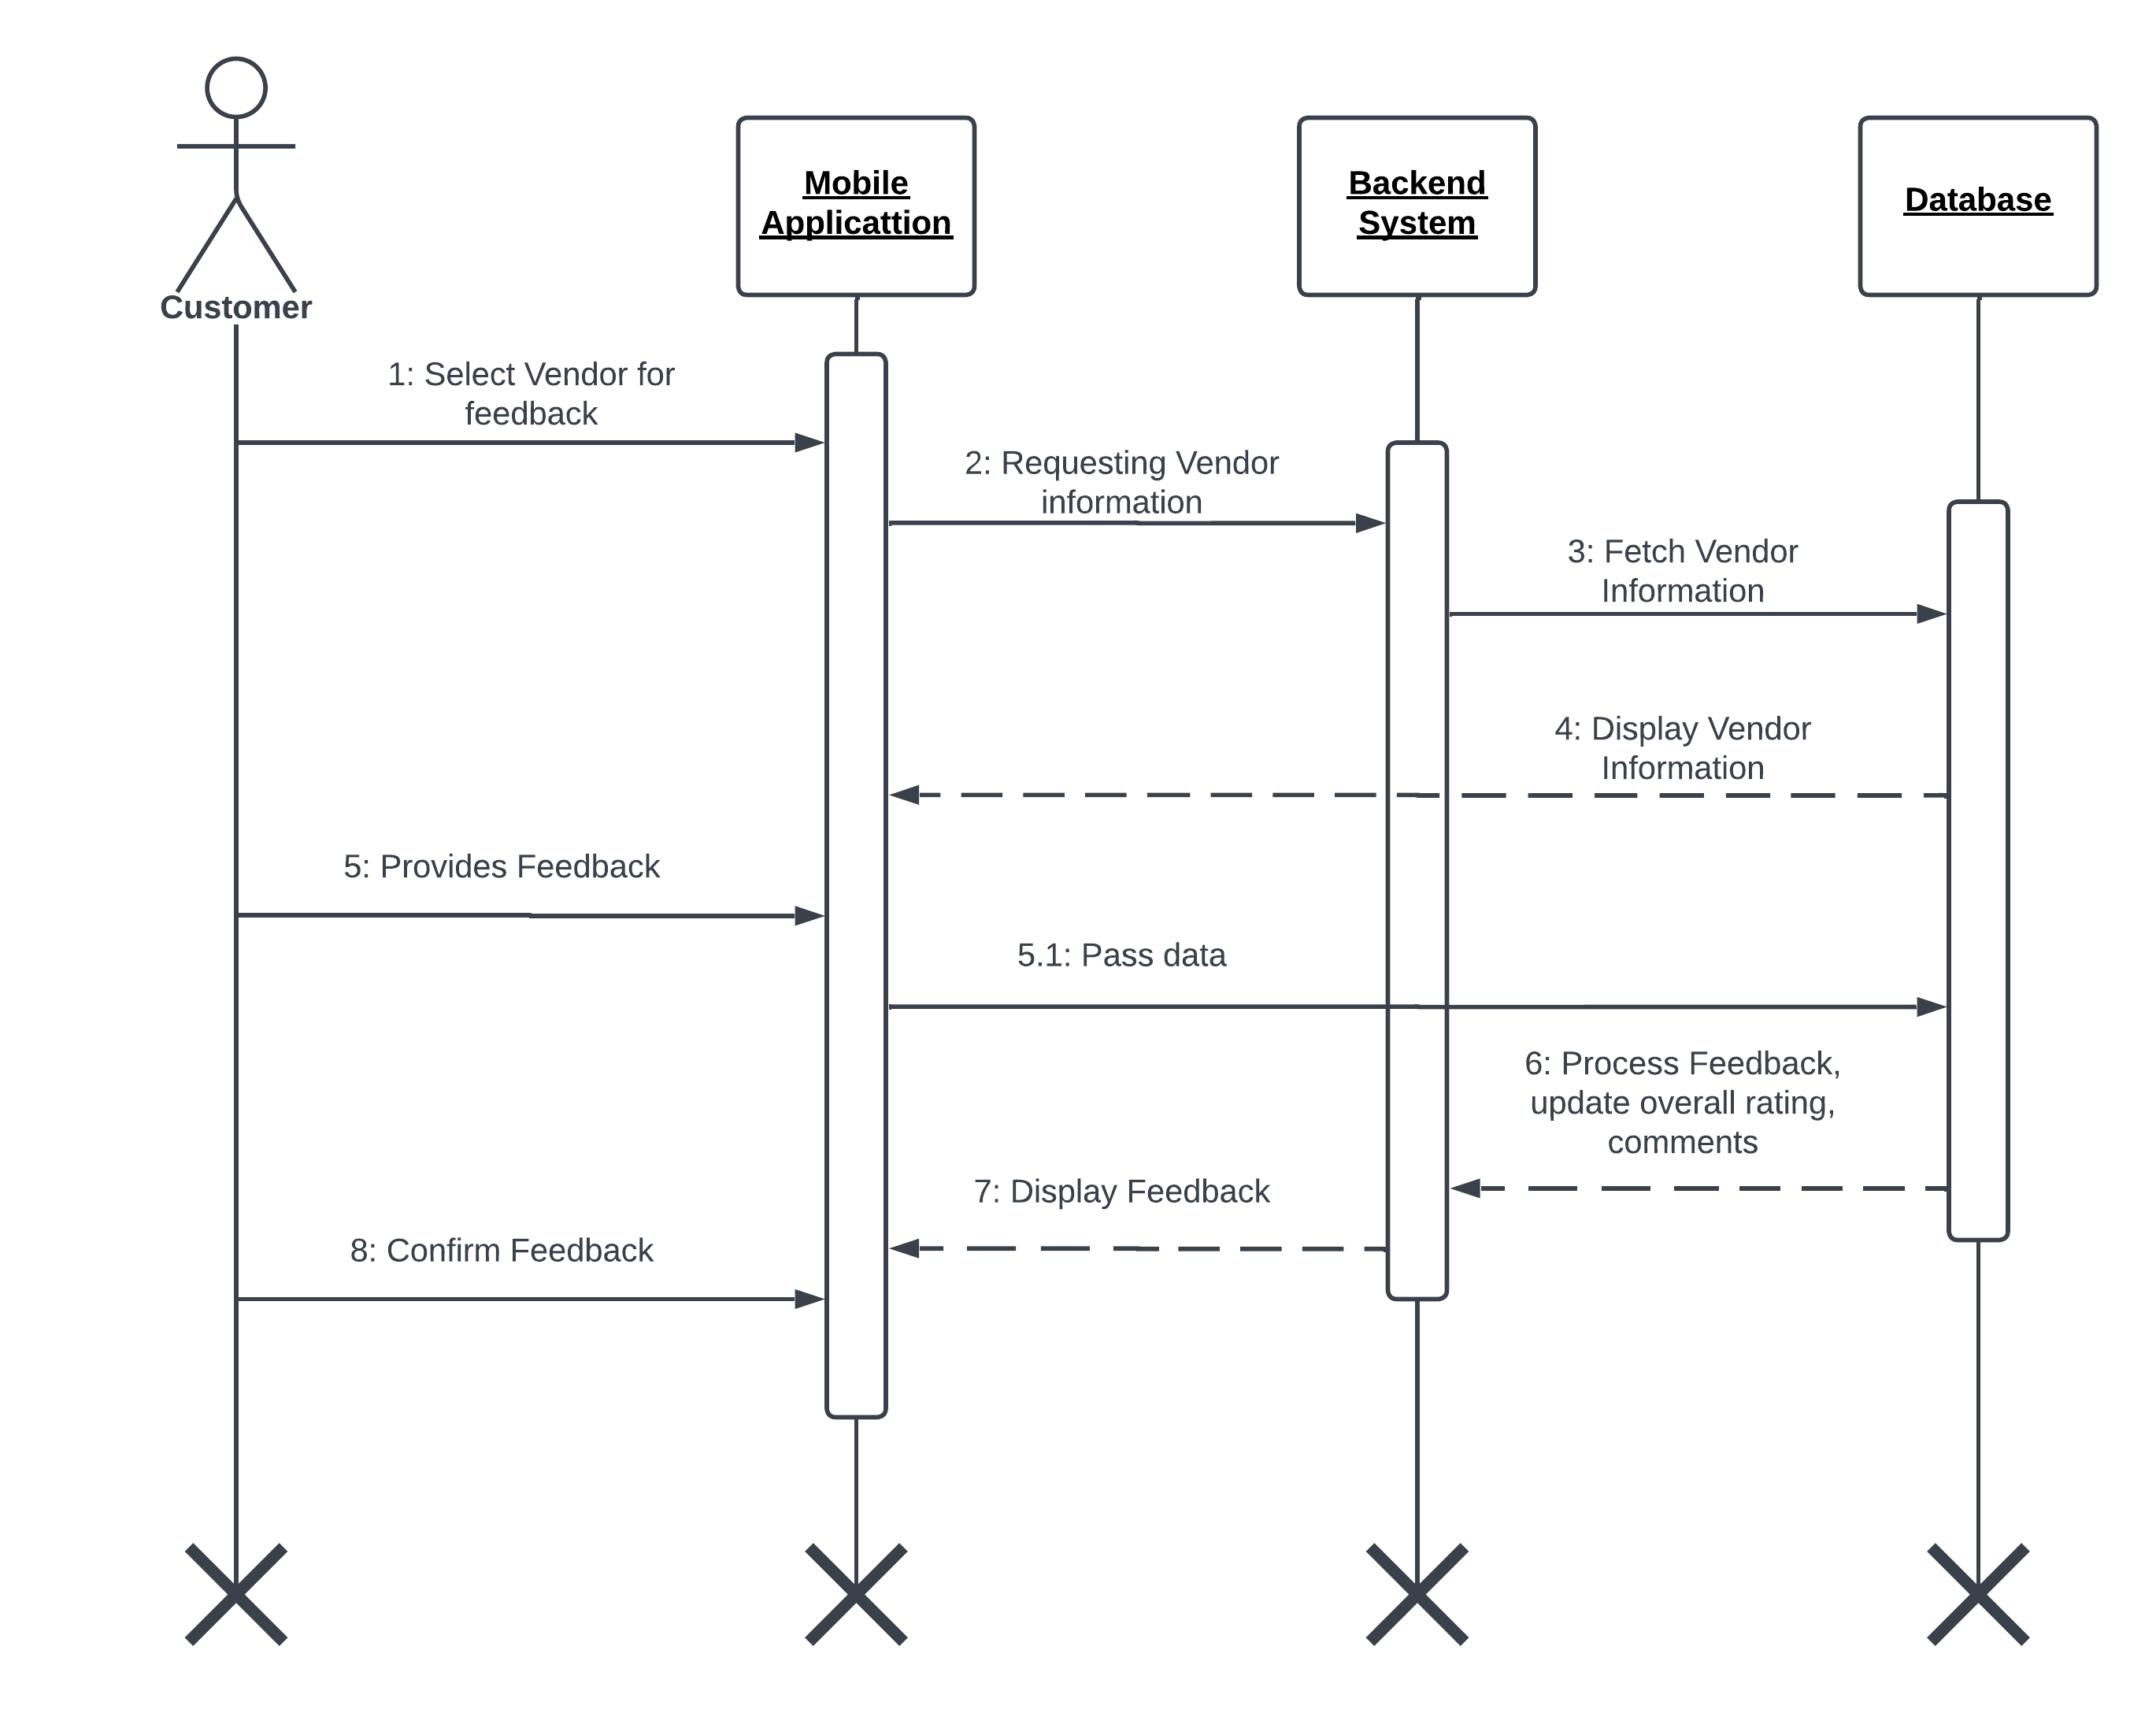 Mobile
Applicattion
Backend
System
Database
Customer
1: Select Vendor for
feedback
2: Requesting Vendor
information
3: Fetch Vendor
Information
4: Display Vendor
Information
5: Provides Feedback
5.1: Pass data
6: Process Feedback,
update overall rating,
comments
7: Display Feedback
8: Confirm Feedback